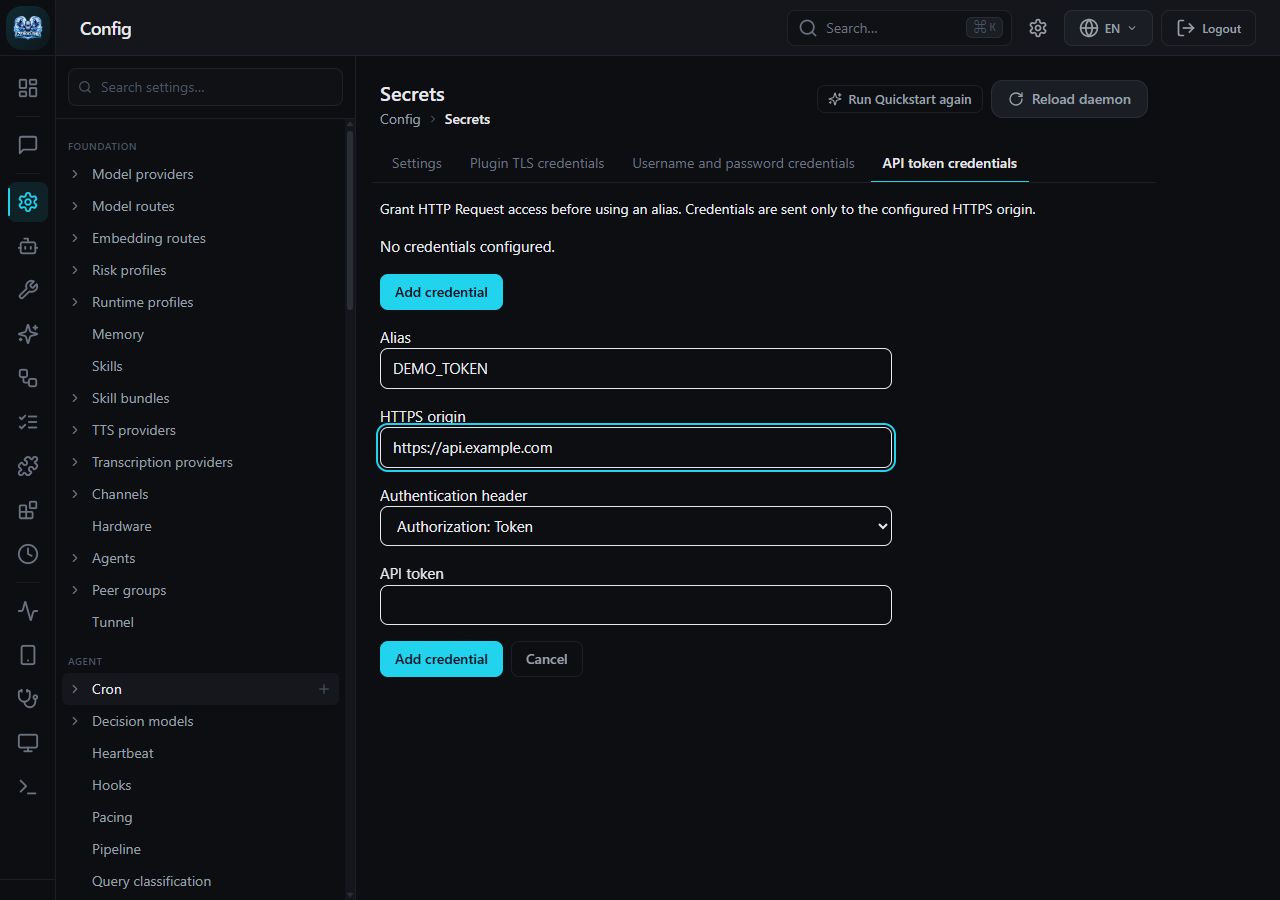 Config
Search...
⌘K
EN
Logout
Search settings...
FOUNDATION
Model providers
Model routes
Embedding routes
Risk profiles
Runtime profiles
Memory
Skills
Skill bundles
TTS providers
Transcription providers
Channels
Hardware
Agents
Peer groups
Tunnel
AGENT
Cron
Decision models
Heartbeat
Hooks
Pacing
Pipeline
Query classification
Secrets
Config > Secrets
Run Quickstart again
Reload daemon
Settings
Plugin TLS credentials
Username and password credentials
API token credentials
Grant HTTP Request access before using an alias. Credentials are sent only to the configured HTTPS origin.
No credentials configured.
Add credential
Alias
DEMO_TOKEN
HTTPS origin
https://api.example.com
Authentication header
Authorization: Token
API token
Add credential
Cancel